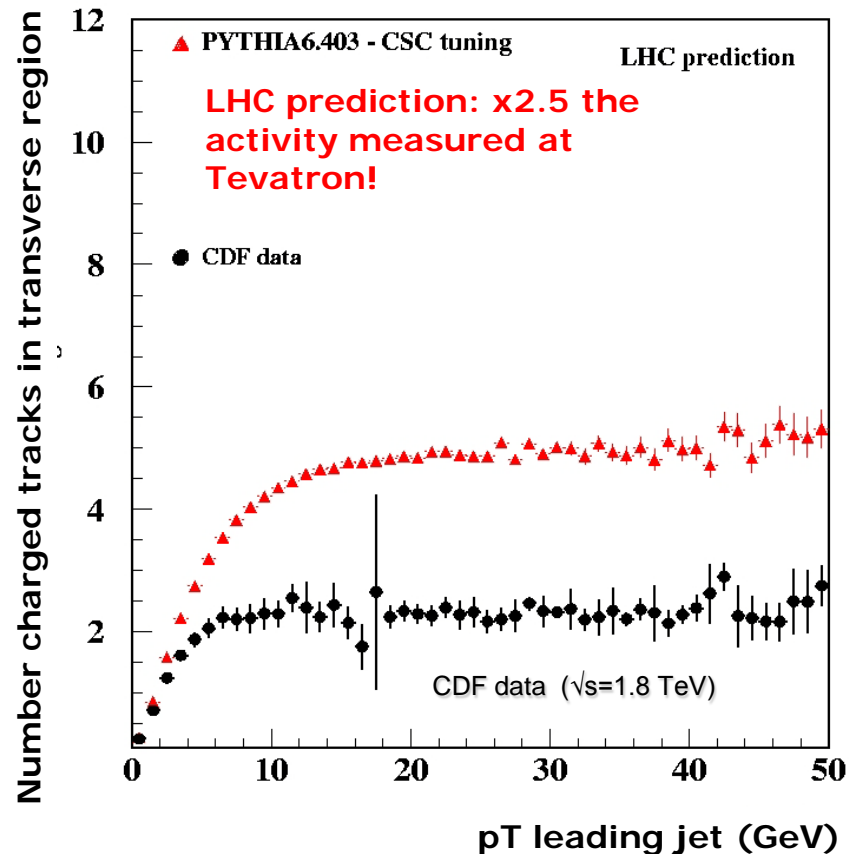 12
PYTHIA6.403 - CSC tuning
LHC prediction
LHC prediction: x2.5 the
activity measured at
Tevatron!
10
CDF data
8
6
4
2
CDF data (√s=1.8 TeV)
0
10
20
30
40
50
Number charged tracks in transverse region
pT leading jet (GeV)